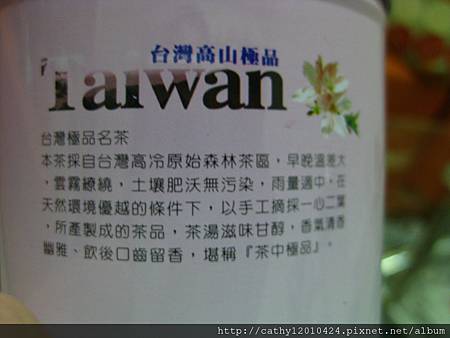 台灣高山極品
Taiwan
台灣極品名茶
本茶採自台灣高冷原始森林茶區，早晚溫差大
，雲霧繚繞，土壤肥沃無污染，雨量適中，在
天然環境優越的條件下，以手工摘採一心二葉
，所產製成的茶品，茶湯滋味甘醇，香氣清香
幽雅、飲後口齒留香，堪稱『茶中極品』。
http://cathy12010424.pixnet.net/album